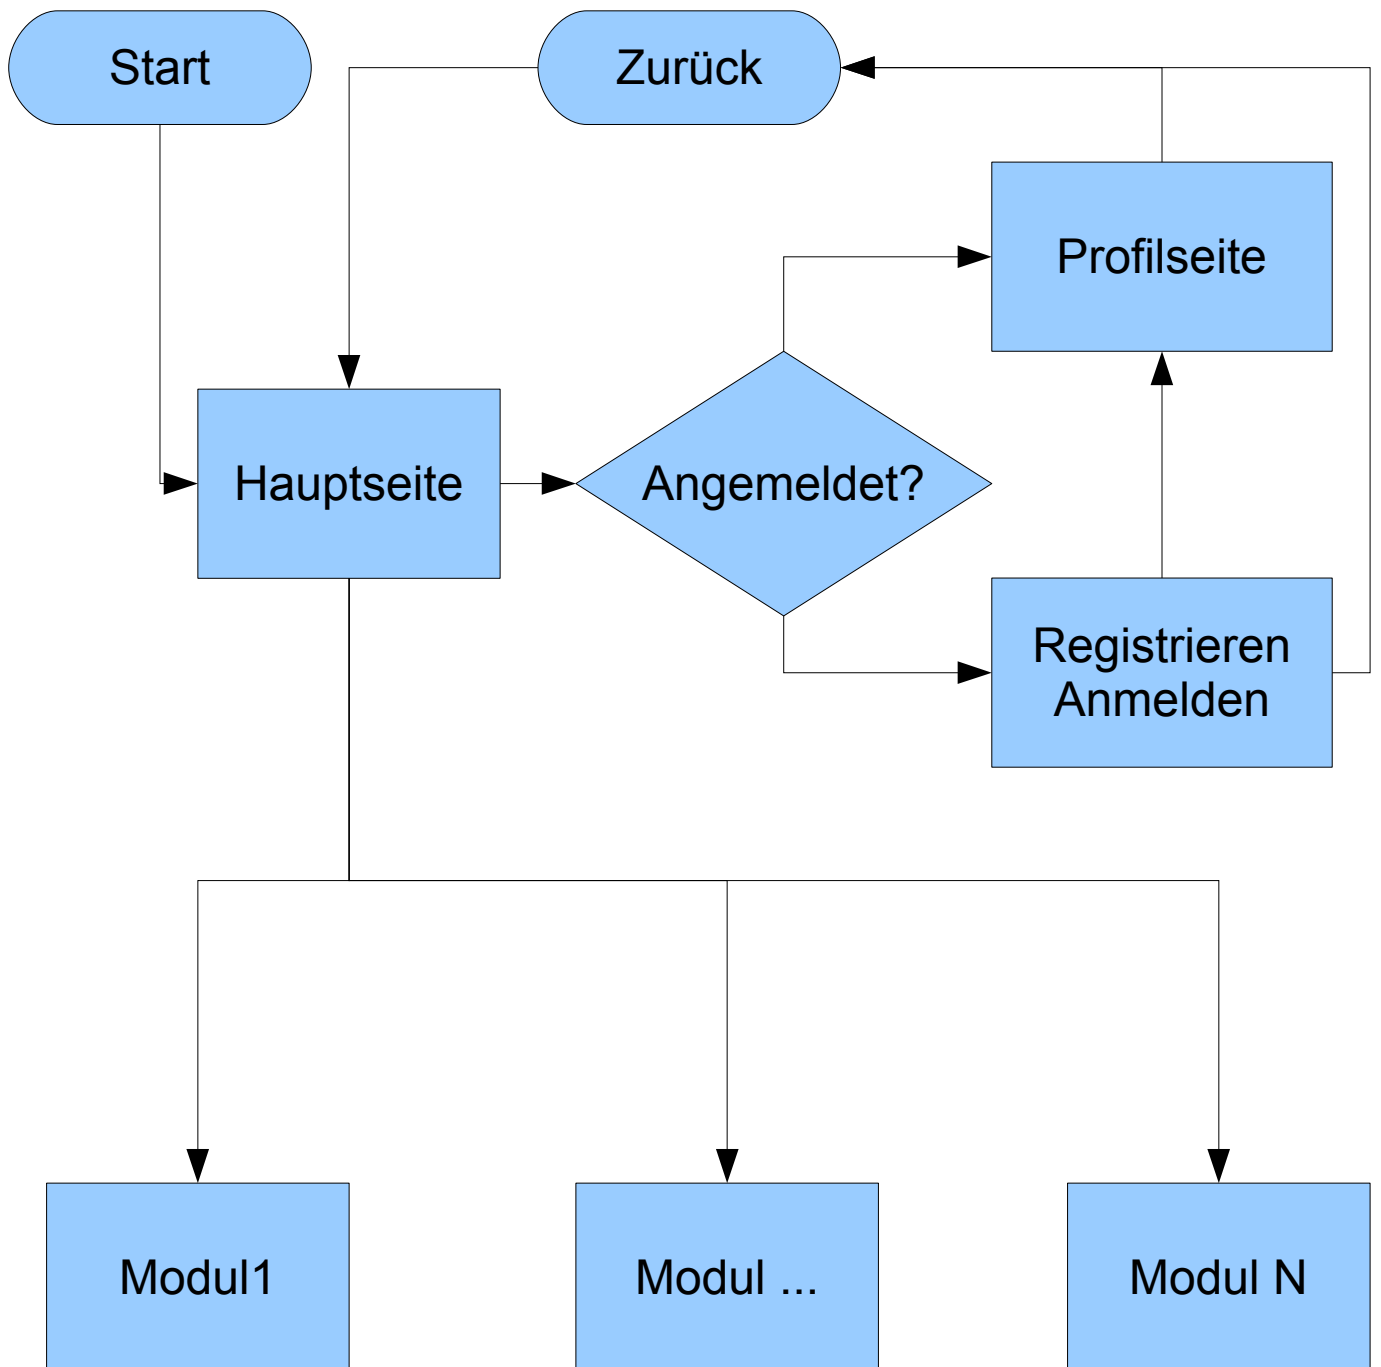 Start
Zurück
Profilseite
Hauptseite
Angemeldet?
Registrieren
Anmelden
Modul1
Modul ...
Modul N